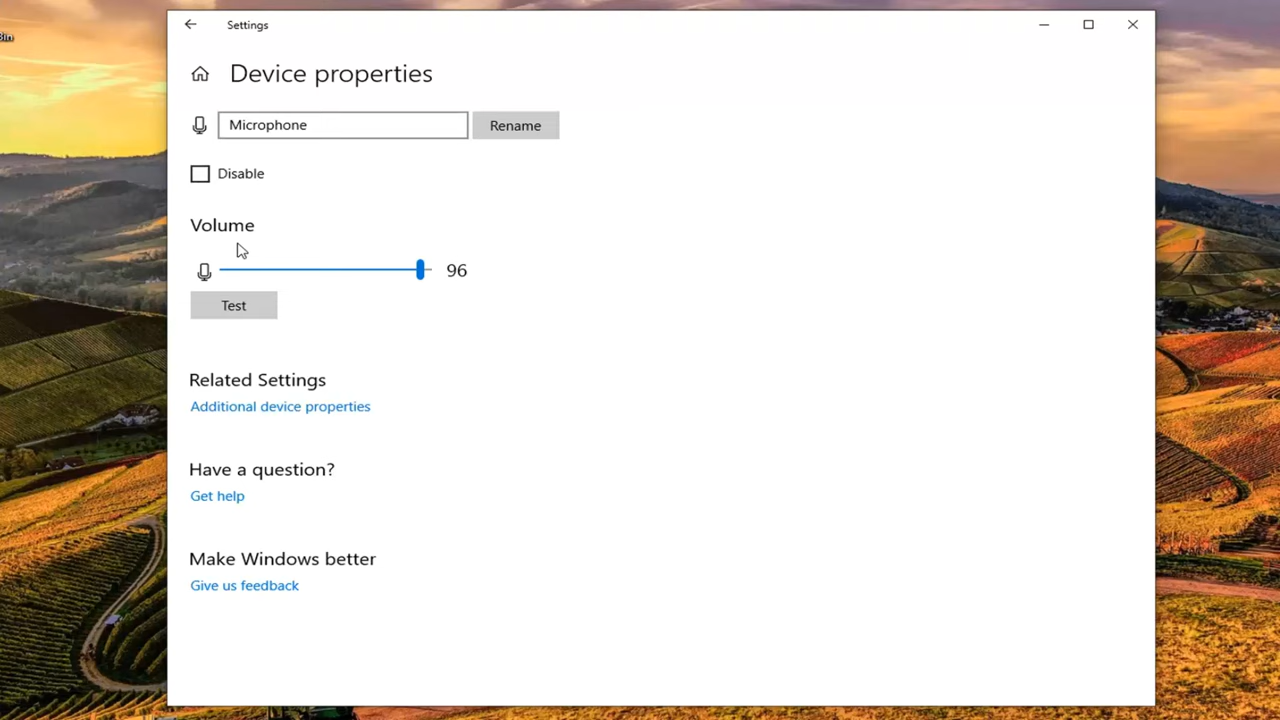 Settings
Device properties
Microphone
Rename
Disable
Volume
96
Test
Related Settings
Additional device properties
Have a question?
Get help
Make Windows better
Give us feedback